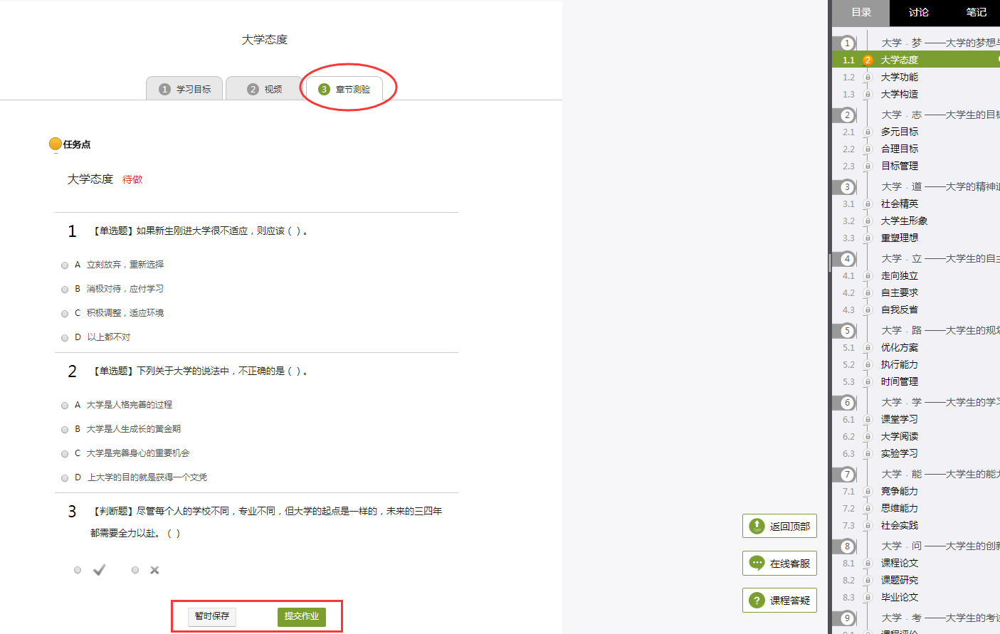 大学态度
1 学习目标
2 视频
3 章节测验
任务点
大学态度 待做
1 【单选题】如果新生刚进大学很不适应，则应该（ ）。
A 立刻放弃，重新选择
B 消极对待，应付学习
C 积极调整，适应环境
D 以上都不对
2 【单选题】下列关于大学的说法中，不正确的是（ ）。
A 大学是人格完善的过程
B 大学是人生成长的黄金期
C 大学是完善身心的重要机会
D 上大学的目的就是获得一个文凭
3 【判断题】尽管每个人的学校不同，专业不同，但大学的起点是一样的，未来的三四年
都需要全力以赴。（ ）
暂时保存 提交作业
返回顶部
在线客服
? 课程答疑
目录 讨论 笔记
1 大学﹒梦 ——大学的梦想
1.1 2 大学态度
1.2 大学功能
1.3 大学构造
2 大学﹒志 ——大学生的目标
2.1 多元目标
2.2 合理目标
2.3 目标管理
3 大学﹒道 ——大学的精神
3.1 社会精英
3.2 大学生形象
3.3 重塑理想
4 大学﹒立 ——大学生的自主
4.1 走向独立
4.2 自主要求
4.3 自我反省
5 大学﹒路 ——大学生的规划
5.1 优化方案
5.2 执行能力
5.3 时间管理
6 大学﹒学 ——大学生的学习
6.1 课堂学习
6.2 大学阅读
6.3 实验学习
7 大学﹒能 ——大学生的能力
7.1 竞争能力
7.2 思维能力
7.3 社会实践
8 大学﹒问 ——大学生的创新
8.1 课程论文
8.2 课题研究
8.3 毕业论文
9 大学﹒考 ——大学生的考试
9.1 课程评价